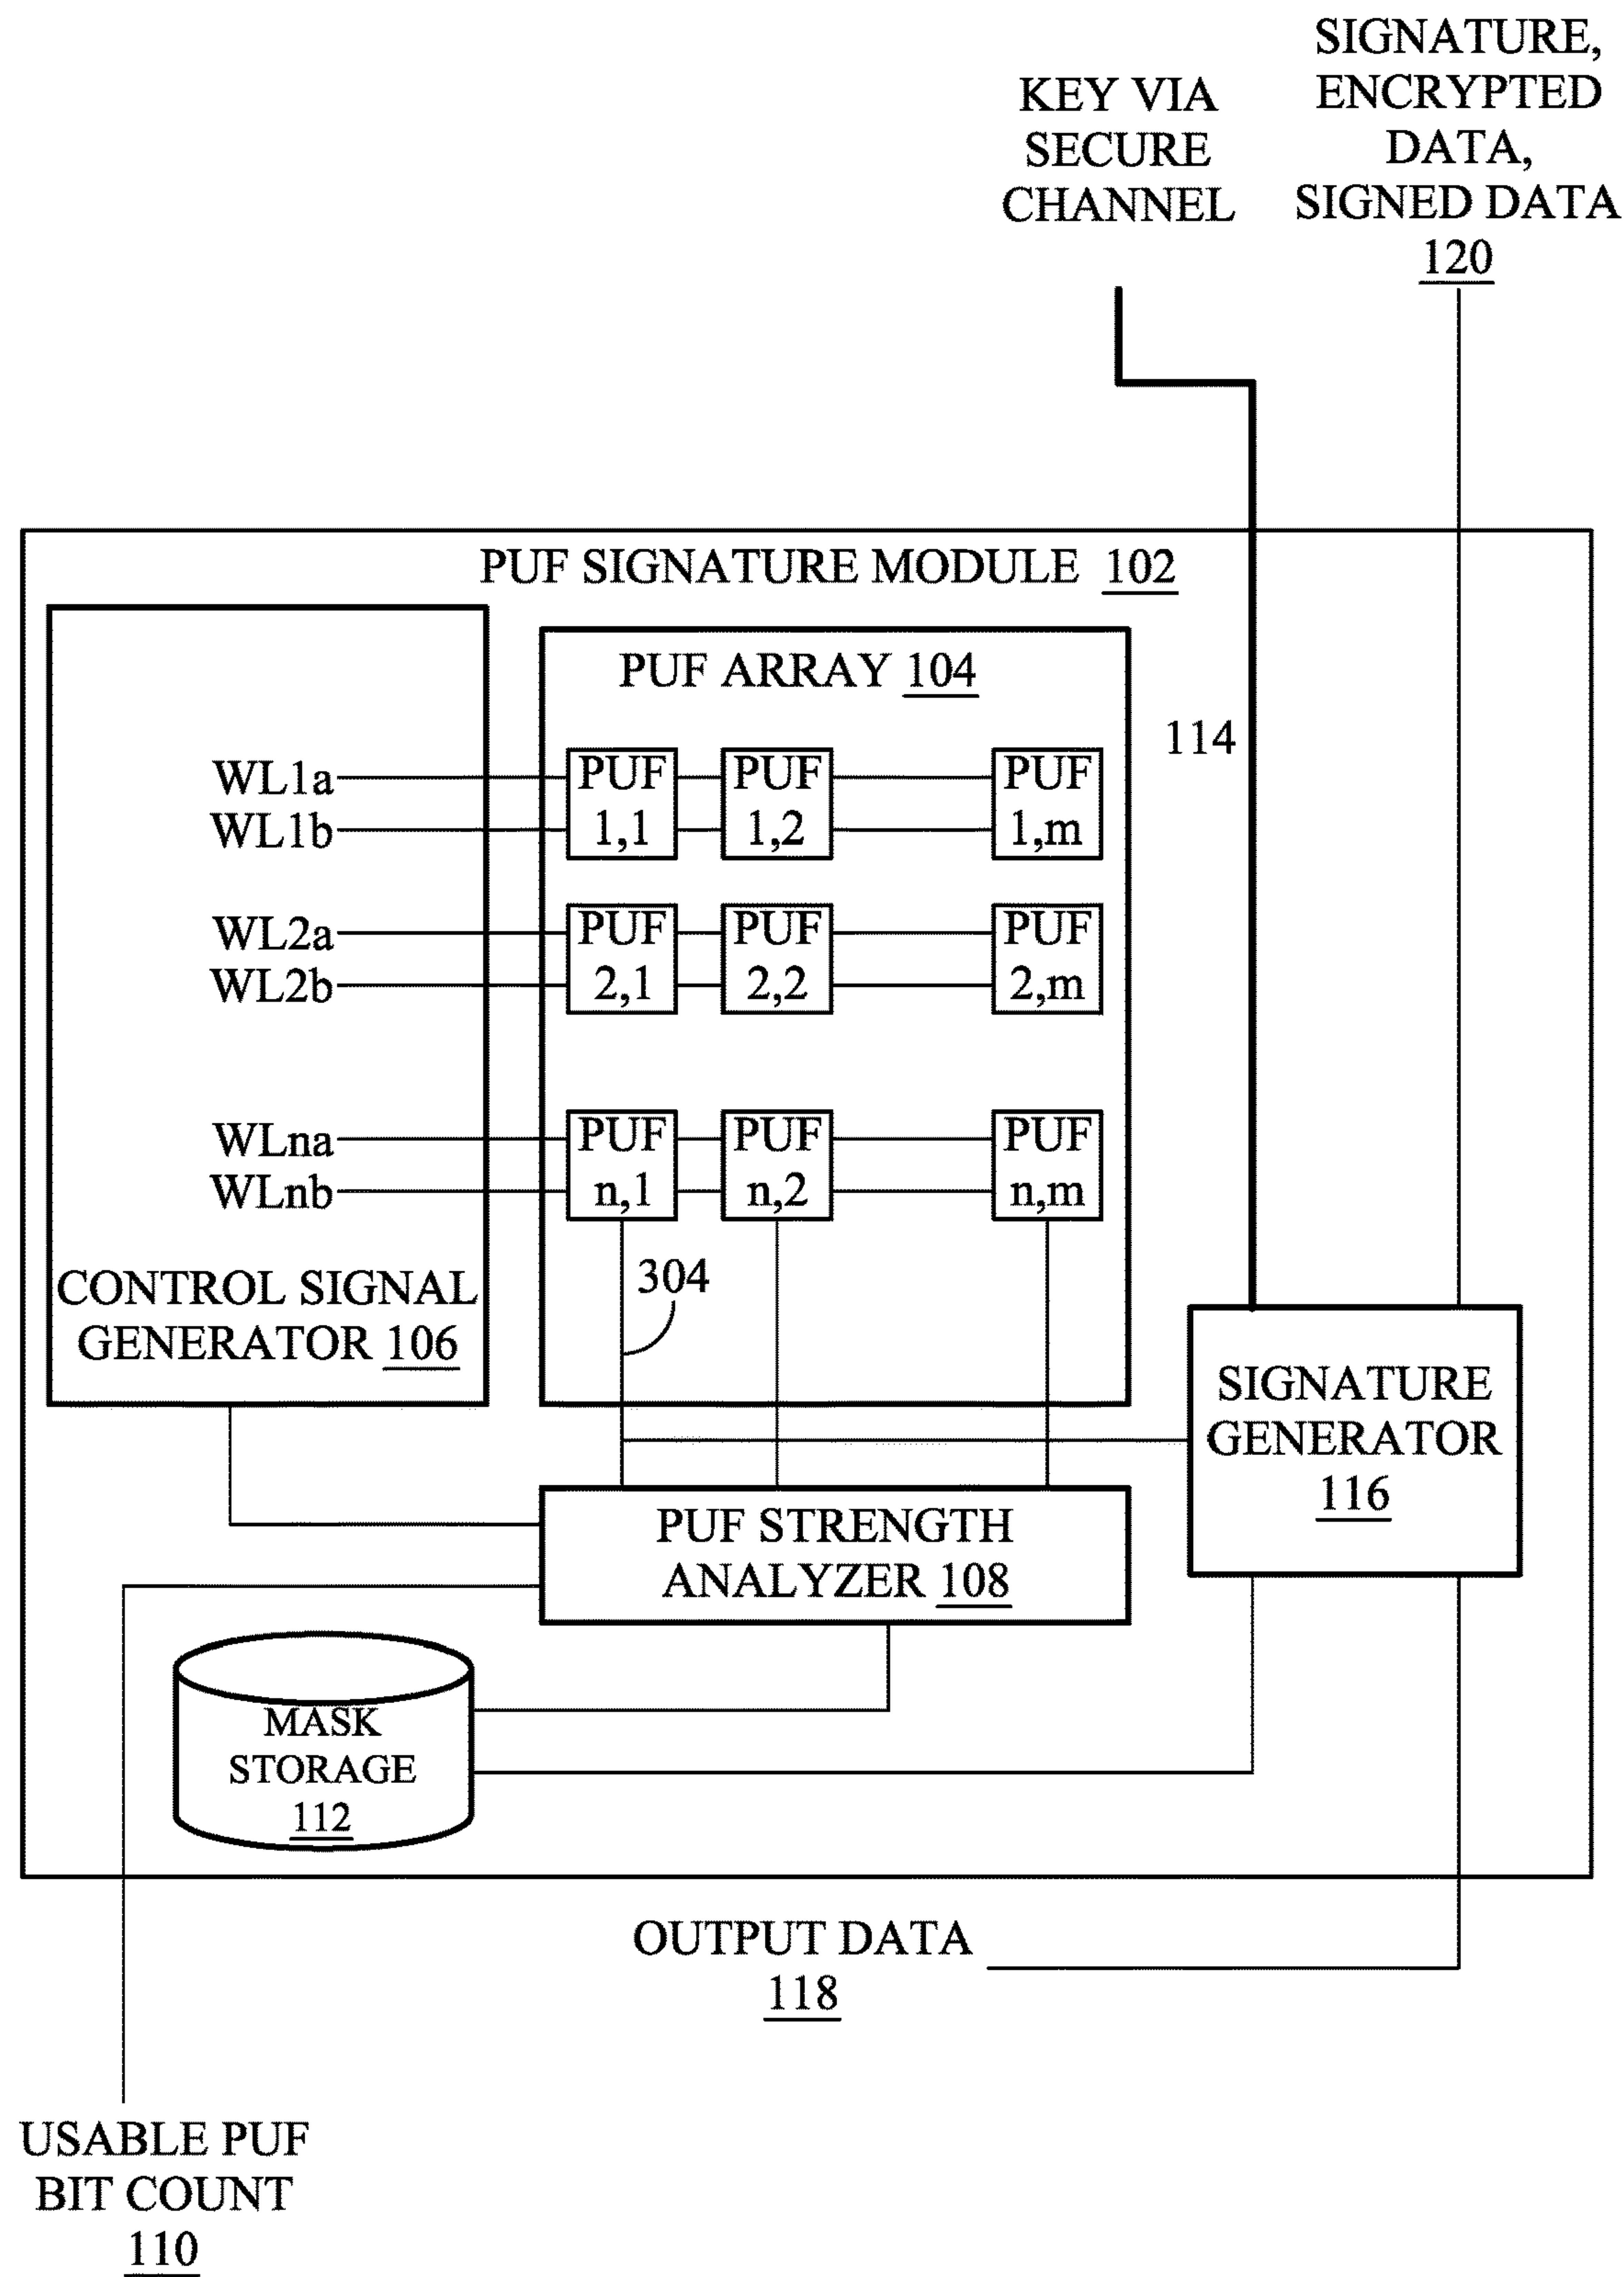 SIGNATURE,
ENCRYPTED
DATA,
SIGNED DATA
120
KEY VIA
SECURE
CHANNEL
PUF SIGNATURE MODULE 102
PUF ARRAY 104
114
WL1a
WL1b
PUF
1,1
PUF
1,2
PUF
1,m
WL2a
WL2b
PUF
2,1
PUF
2,2
PUF
2,m
WLna
WLnb
PUF
n,1
PUF
n,2
PUF
n,m
304
CONTROL SIGNAL
GENERATOR 106
SIGNATURE
GENERATOR
116
PUF STRENGTH
ANALYZER 108
MASK
STORAGE
112
OUTPUT DATA
118
USABLE PUF
BIT COUNT
110